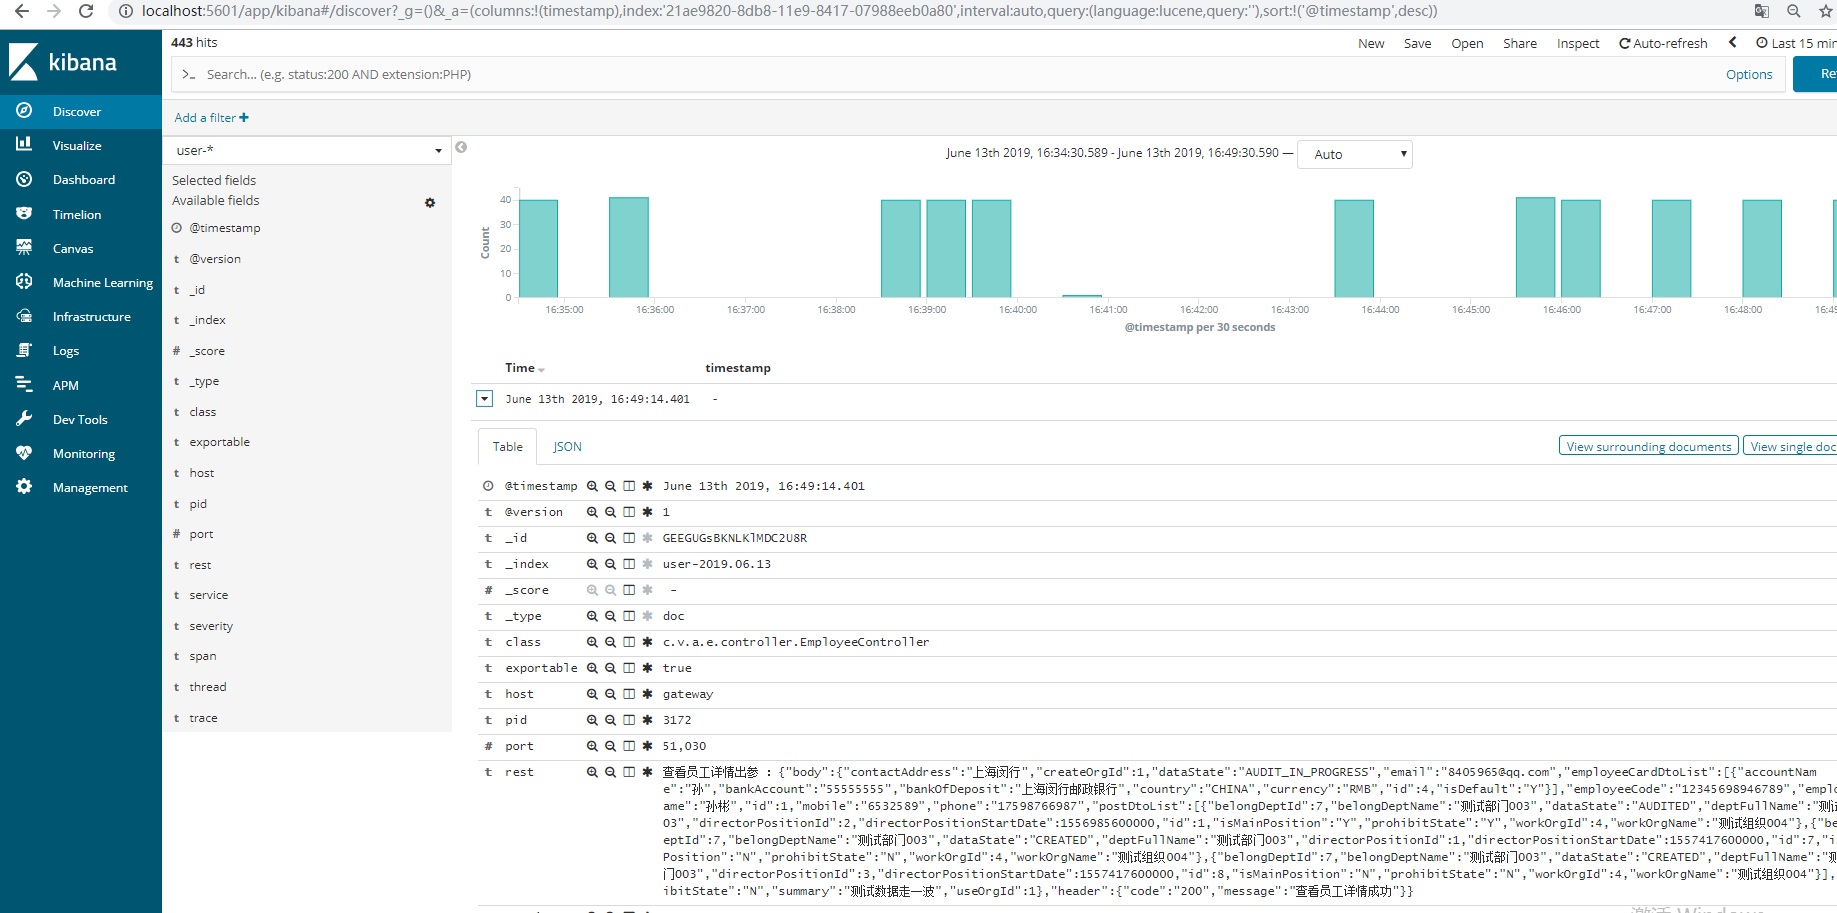 localhost:5601/app/kibana#/discover?_g=()&_a=(columns:!(timestamp),index:'21ae9820-8db8-11e9-8417-07988eeb0a80',interval:auto,query:(language:lucene,query:''),sort:!('@timestamp',desc))
443 hits
New Save Open Share Inspect Auto-refresh Last 15 min
kibana
>_ Search... (e.g. status:200 AND extension:PHP)
Options
Discover
Visualize
Dashboard
Timelion
Canvas
Machine Learning
Infrastructure
Logs
APM
Dev Tools
Monitoring
Management
Add a filter +
user-*
Selected fields
Available fields
@timestamp
t @version
t _id
t _index
# _score
t _type
t class
t exportable
t host
t pid
# port
t rest
t service
t severity
t span
t thread
t trace
June 13th 2019, 16:34:30.589 - June 13th 2019, 16:49:30.590 — Auto
Count
40
30
20
10
0
16:35:00 16:36:00 16:37:00 16:38:00 16:39:00 16:40:00 16:41:00 16:42:00 16:43:00 16:44:00 16:45:00 16:46:00 16:47:00 16:48:00
@timestamp per 30 seconds
Time timestamp
June 13th 2019, 16:49:14.401 -
Table JSON
View surrounding documents View single doc
@timestamp June 13th 2019, 16:49:14.401
t @version 1
t _id GEEGUGsBKNLKlMDC2U8R
t _index user-2019.06.13
# _score -
t _type doc
t class c.v.a.e.controller.EmployeeController
t exportable true
t host gateway
t pid 3172
# port 51,030
t rest 查看员工详情出参 : {"body":{"contactAddress":"上海闵行","createOrgId":1,"dataState":"AUDIT_IN_PROGRESS","email":"8405965@qq.com","employeeCardDtoList":[{"accountNa
me":"孙","bankAccount":"55555555","bankOfDeposit":"上海闵行邮政银行","country":"CHINA","currency":"RMB","id":4,"isDefault":"Y"}],"employeeCode":"12345698946789","emplo
ame":"孙彬","id":1,"mobile":"6532589","phone":"17598766987","postDtoList":[{"belongDeptId":7,"belongDeptName":"测试部门003","dataState":"AUDITED","deptFullName":"测试
03","directorPositionId":2,"directorPositionStartDate":1556985600000,"id":1,"isMainPosition":"Y","prohibitState":"Y","workOrgId":4,"workOrgName":"测试组织004"},{"be
eptId":7,"belongDeptName":"测试部门003","dataState":"CREATED","deptFullName":"测试部门003","directorPositionId":1,"directorPositionStartDate":1557417600000,"id":7,"i
Position":"N","prohibitState":"N","workOrgId":4,"workOrgName":"测试组织004"},{"belongDeptId":7,"belongDeptName":"测试部门003","dataState":"CREATED","deptFullName":"测试
门003","directorPositionId":3,"directorPositionStartDate":1557417600000,"id":8,"isMainPosition":"N","prohibitState":"N","workOrgId":4,"workOrgName":"测试组织004"}],
ibitState":"N","summary":"测试数据走一波","useOrgId":1},"header":{"code":"200","message":"查看员工详情成功"}}